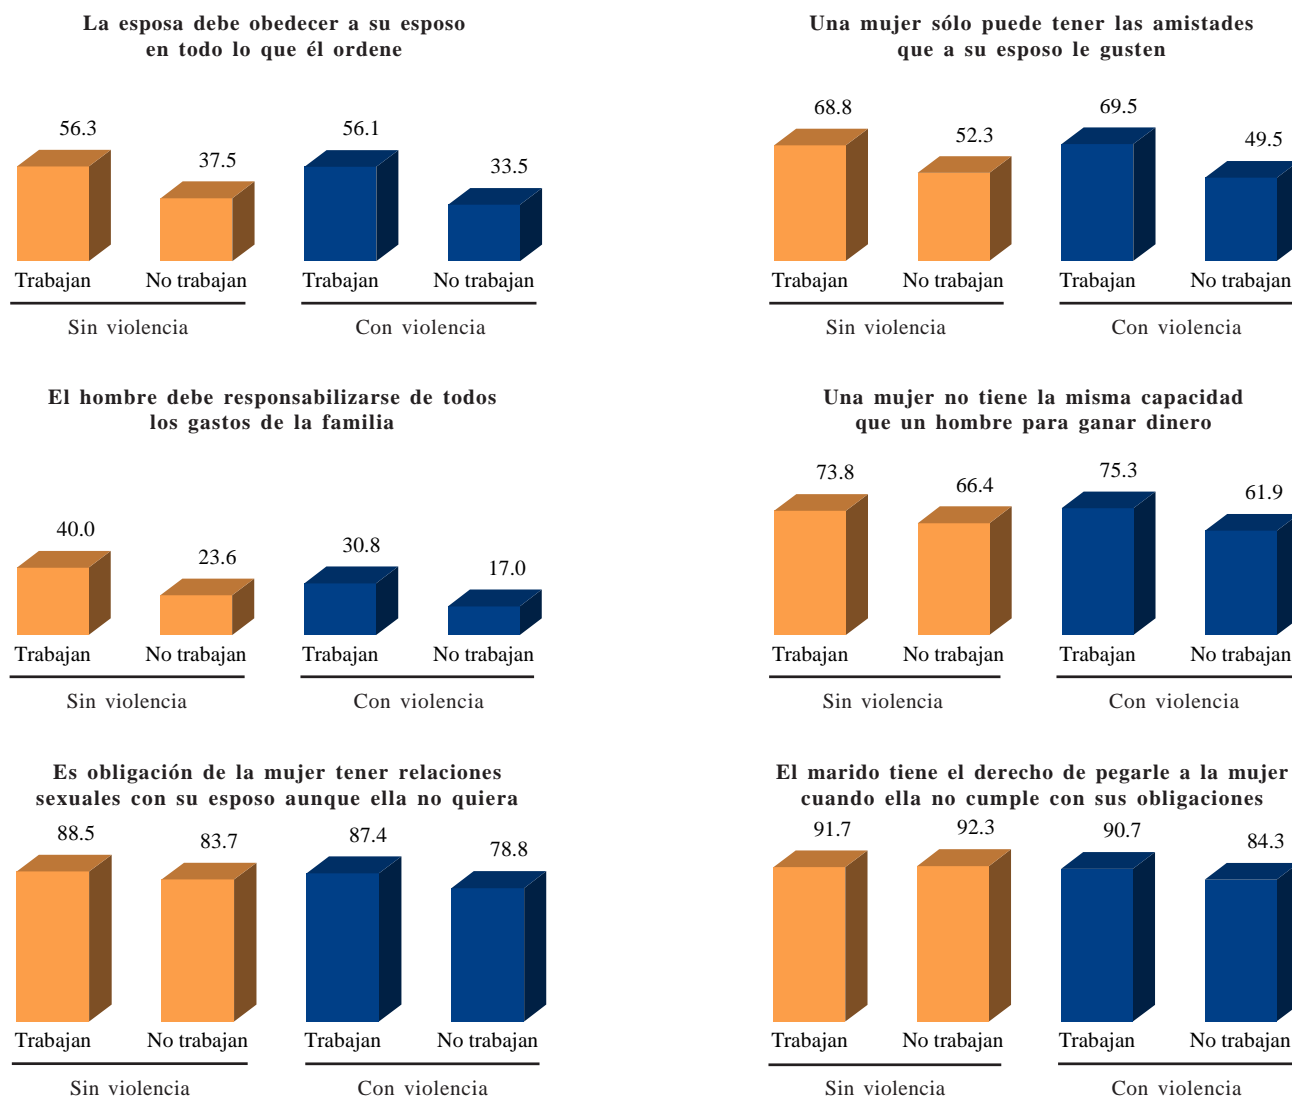 La esposa debe obedecer a su esposo
en todo lo que él ordene
56.3
37.5
56.1
33.5
Trabajan
No trabajan
Trabajan
No trabajan
Sin violencia
Con violencia
Una mujer sólo puede tener las amistades
que a su esposo le gusten
68.8
52.3
69.5
49.5
Trabajan
No trabajan
Trabajan
No trabajan
Sin violencia
Con violencia
El hombre debe responsabilizarse de todos
los gastos de la familia
40.0
23.6
30.8
17.0
Trabajan
No trabajan
Trabajan
No trabajan
Sin violencia
Con violencia
Una mujer no tiene la misma capacidad
que un hombre para ganar dinero
73.8
66.4
75.3
61.9
Trabajan
No trabajan
Trabajan
No trabajan
Sin violencia
Con violencia
Es obligación de la mujer tener relaciones
sexuales con su esposo aunque ella no quiera
88.5
83.7
87.4
78.8
Trabajan
No trabajan
Trabajan
No trabajan
Sin violencia
Con violencia
El marido tiene el derecho de pegarle a la mujer
cuando ella no cumple con sus obligaciones
91.7
92.3
90.7
84.3
Trabajan
No trabajan
Trabajan
No trabajan
Sin violencia
Con violencia